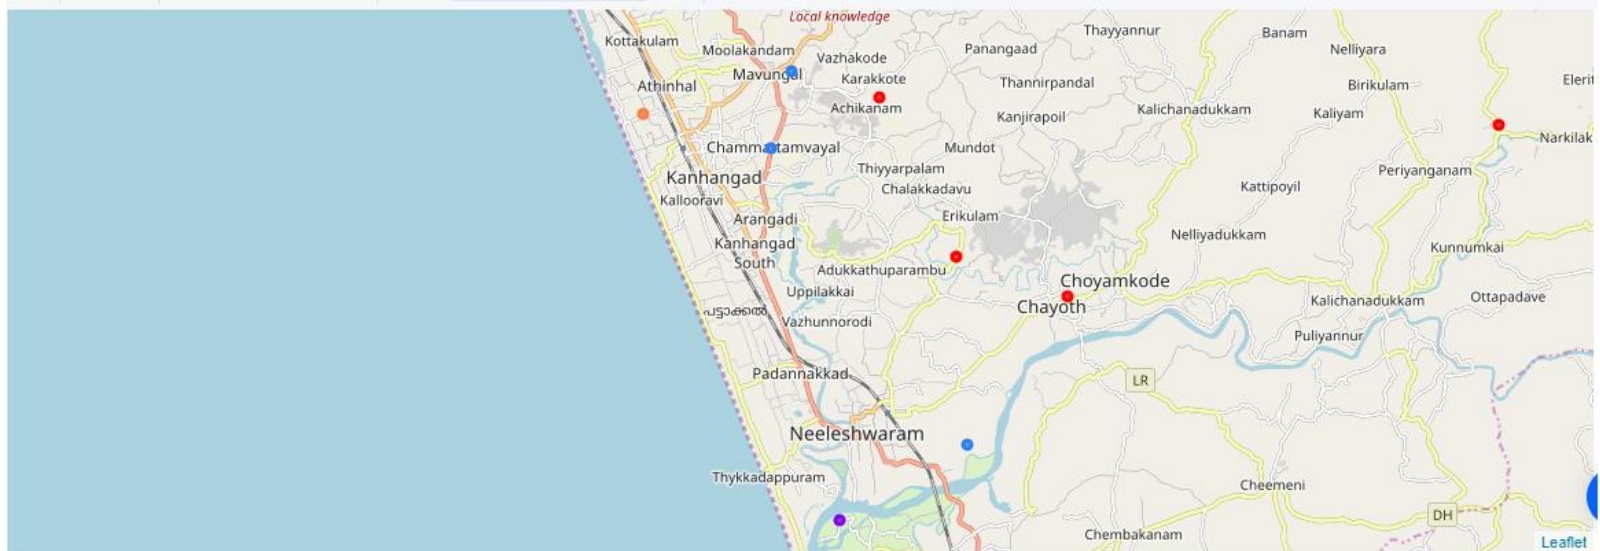 Local knowledge
Kottakulam
Moolakandam
Vazhakode
Panangaad
Thayyannur
Banam
Nelliyara
Mavungal
Karakkote
Athinhal
Thannirpandal
Birikulam
Achikanam
Kanjirapoil
Kalichanadukkam
Kaliyam
Narkilak
Chammattamvayal
Mundot
Thiyyarpalam
Periyanganam
Kanhangad
Chalakkadavu
Kattipoyil
Kallooravi
Arangadi
Erikulam
Nelliyadukkam
Kanhangad
South
Kunnumkai
Adukkathuparambu
Choyamkode
Uppilakkai
Chayoth
Kalichanadukkam
Ottapadave
Vazhunnorodi
Puliyannur
Padannakkad
LR
Neeleshwaram
Thykkadappuram
Cheemeni
DH
Chembakanam
Leaflet